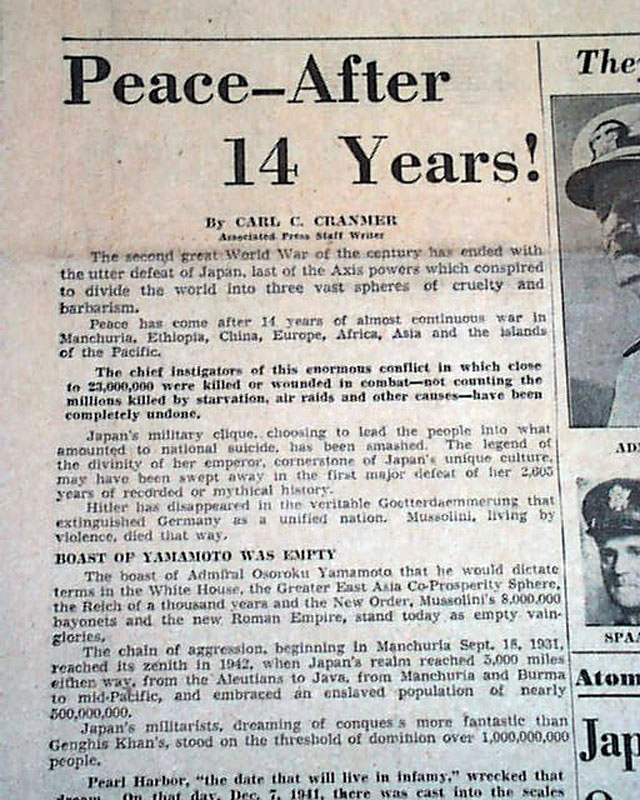 Peace—After
14 Years!
By CARL C. CRANMER
Associated Press Staff Writer
The second great World War of the century has ended with
the utter defeat of Japan, last of the Axis powers which conspired
to divide the world into three vast spheres of cruelty and
barbarism.
Peace has come after 14 years of almost continuous war in
Manchuria, Ethiopia, China, Europe, Africa, Asia and the islands
of the Pacific.
The chief instigators of this enormous conflict in which close
to 23,000,000 were killed or wounded in combat—not counting the
millions killed by starvation, air raids and other causes—have been
completely undone.
Japan's military clique, choosing to lead the people into what
amounted to national suicide, has been smashed. The legend of
the divinity of her emperor, cornerstone of Japan's unique culture,
may have been swept away in the first major defeat of her 2,605
years of recorded or mythical history.
Hitler has disappeared in the veritable Goetterdaemmerung that
extinguished Germany as a unified nation. Mussolini, living by
violence, died that way.
BOAST OF YAMAMOTO WAS EMPTY
The boast of Admiral Osoroku Yamamoto that he would dictate
terms in the White House, the Greater East Asia Co-Prosperity Sphere,
the Reich of a thousand years and the New Order, Mussolini's 8,000,000
bayonets and the new Roman Empire, stand today as empty vain-
glories.
The chain of aggression, beginning in Manchuria Sept. 18, 1931,
reached its zenith in 1942, when Japan's realm reached 5,000 miles
either way, from the Aleutians to Java, from Manchuria and Burma
to mid-Pacific, and embraced an enslaved population of nearly
500,000,000.
Japan's militarists, dreaming of conques s more fantastic than
Genghis Khan's, stood on the threshold of dominion over 1,000,000,000
people.
Pearl Harbor, "the date that will live in infamy," wrecked that
dream. On that day, Dec. 7, 1941, there was cast into the scales
They
AD
SPA
Atom
Jap